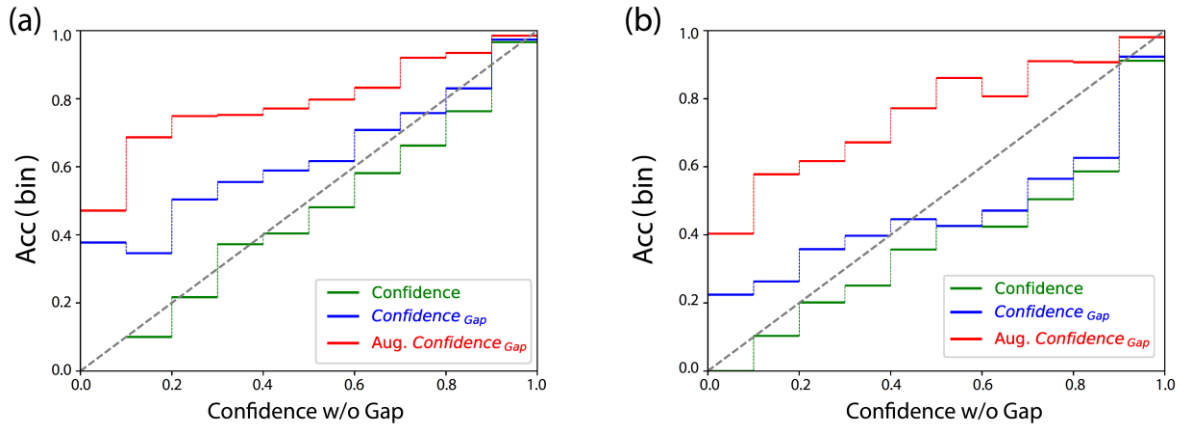 (a)
1.0
0.8
0.6
0.4
0.2
0.0
Acc ( bin )
0.0 0.2 0.4 0.6 0.8 1.0
Confidence w/o Gap
Confidence
Confidence Gap
Aug. Confidence Gap
(b)
1.0
0.8
0.6
0.4
0.2
0.0
Acc ( bin )
0.0 0.2 0.4 0.6 0.8 1.0
Confidence w/o Gap
Confidence
Confidence Gap
Aug. Confidence Gap